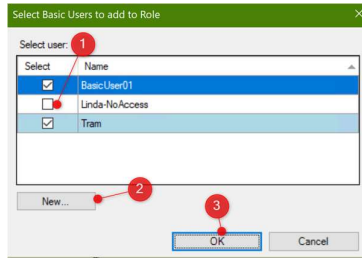 Select Basic Users to add to Role
Select user:
1
Select Name
BasicUser01
Linda-NoAccess
Tram
2
New...
3
OK Cancel